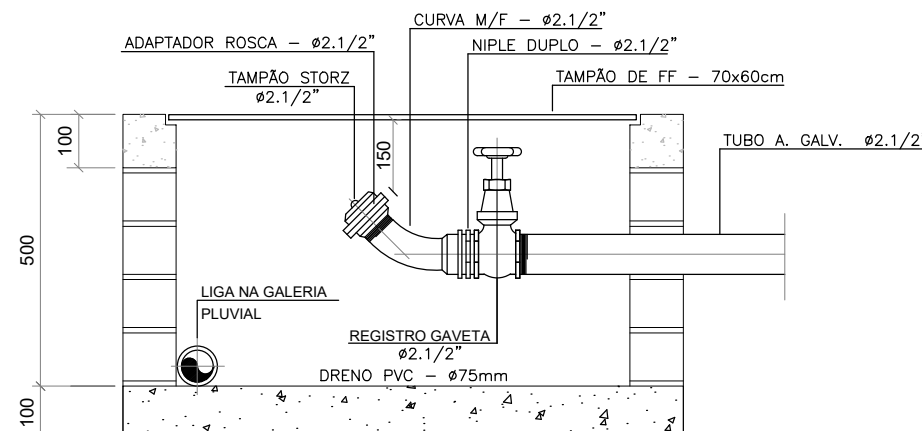 CURVA M/F – ø2.1/2"
ADAPTADOR ROSCA – ø2.1/2"
NIPLE DUPLO – ø2.1/2"
TAMPÃO STORZ
ø2.1/2"
TAMPÃO DE FF – 70x60cm
100
150
TUBO A. GALV. ø2.1/2
500
LIGA NA GALERIA
PLUVIAL
REGISTRO GAVETA
ø2.1/2"
DRENO PVC – ø75mm
100